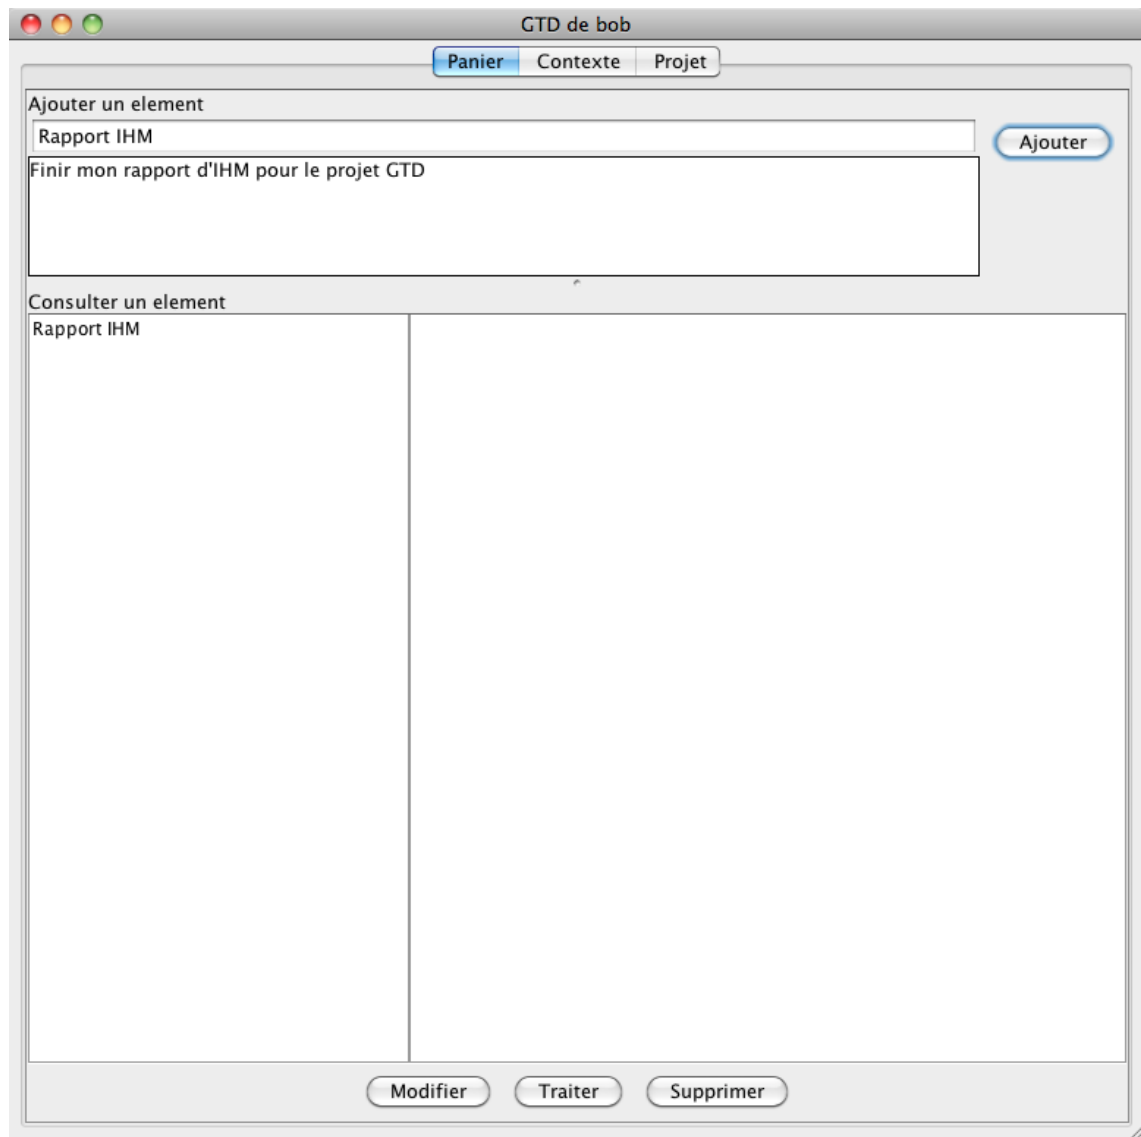 GTD de bob
Panier Contexte Projet
Ajouter un element
Rapport IHM
Ajouter
Finir mon rapport d'IHM pour le projet GTD
Consulter un element
Rapport IHM
Modifier Traiter Supprimer